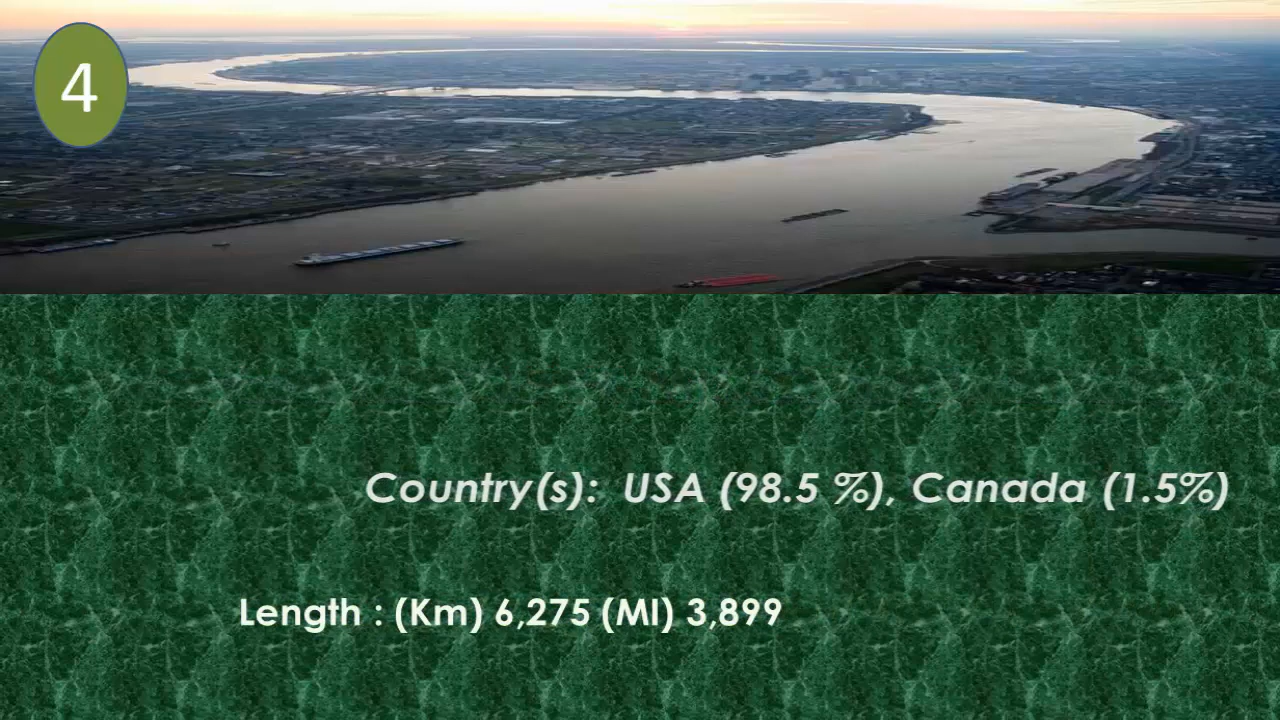 4
Country(s): USA (98.5 %), Canada (1.5%)
Length : (Km) 6,275 (MI) 3,899